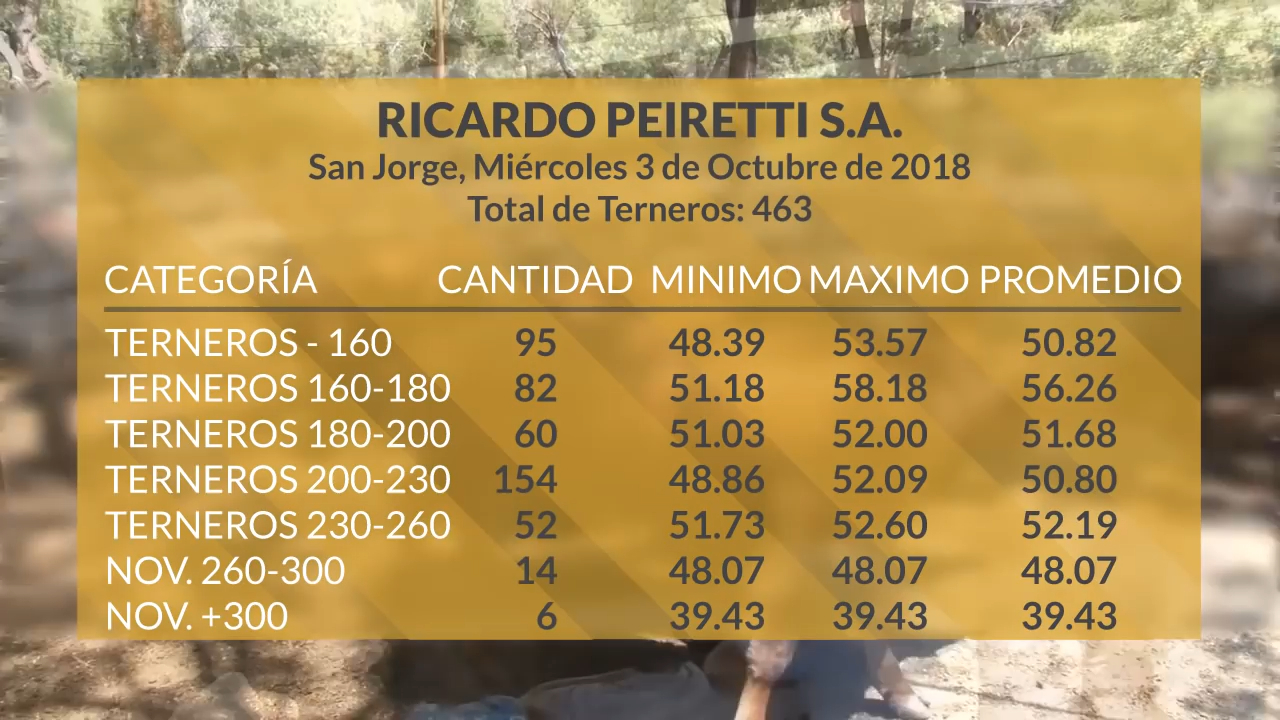 RICARDO PEIRETTI S.A.
San Jorge, Miércoles 3 de Octubre de 2018
Total de Terneros: 463
CATEGORÍA CANTIDAD MINIMO MAXIMO PROMEDIO
TERNEROS - 160 95 48.39 53.57 50.82
TERNEROS 160-180 82 51.18 58.18 56.26
TERNEROS 180-200 60 51.03 52.00 51.68
TERNEROS 200-230 154 48.86 52.09 50.80
TERNEROS 230-260 52 51.73 52.60 52.19
NOV. 260-300 14 48.07 48.07 48.07
NOV. +300 6 39.43 39.43 39.43